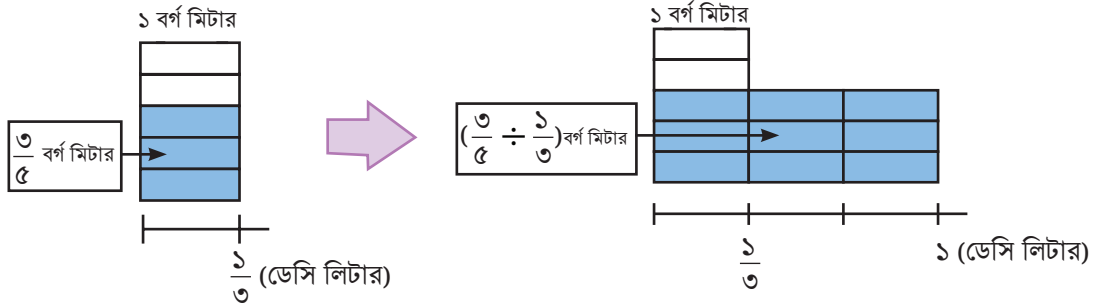 ১ বর্গ মিটার
৩/৫ বর্গ মিটার
১/৩ (ডেসি লিটার)
১ বর্গ মিটার
(৩/৫ ÷ ১/৩)বর্গ মিটার
১/৩
১ (ডেসি লিটার)